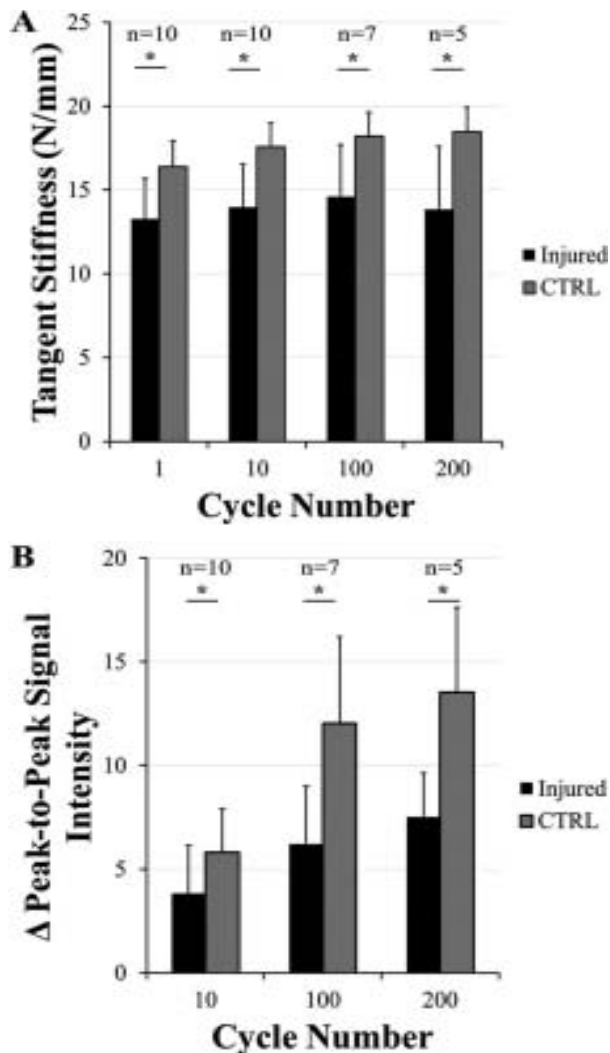 A
n=10 n=10 n=7 n=5
* * * *
25
20
15
10
5
0
Tangent Stiffness (N/mm)
1 10 100 200
Cycle Number
Injured
CTRL
B
n=10 n=7 n=5
* * *
20
15
10
5
0
Δ Peak-to-Peak Signal
Intensity
10 100 200
Cycle Number
Injured
CTRL